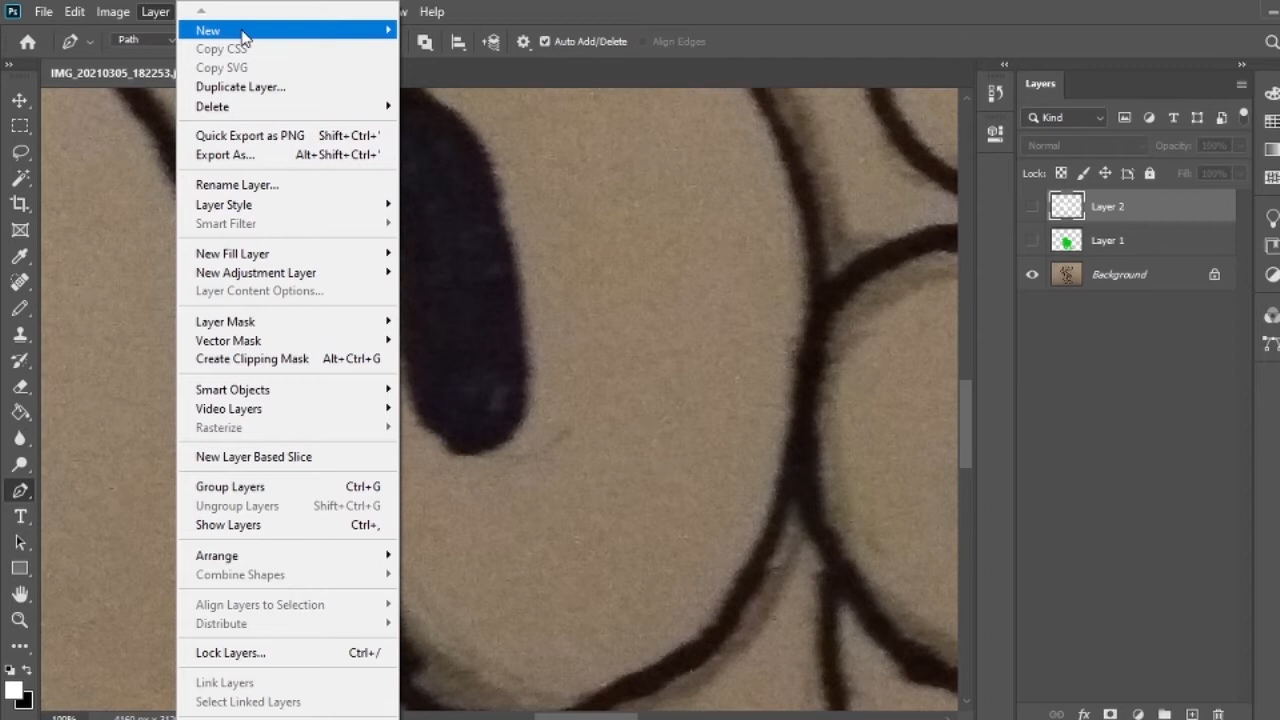 Ps File Edit Image Layer Help
Path Auto Add/Delete Align Edges
IMG_20210305_182253.j
New
Copy CSS
Copy SVG
Duplicate Layer...
Delete
Quick Export as PNG Shift+Ctrl+'
Export As... Alt+Shift+Ctrl+'
Rename Layer...
Layer Style
Smart Filter
New Fill Layer
New Adjustment Layer
Layer Content Options...
Layer Mask
Vector Mask
Create Clipping Mask Alt+Ctrl+G
Smart Objects
Video Layers
Rasterize
New Layer Based Slice
Group Layers Ctrl+G
Ungroup Layers Shift+Ctrl+G
Show Layers Ctrl+,
Arrange
Combine Shapes
Align Layers to Selection
Distribute
Lock Layers... Ctrl+/
Link Layers
Select Linked Layers
Layers
Kind
Normal Opacity: 100%
Lock: Fill: 100%
Layer 2
Layer 1
Background